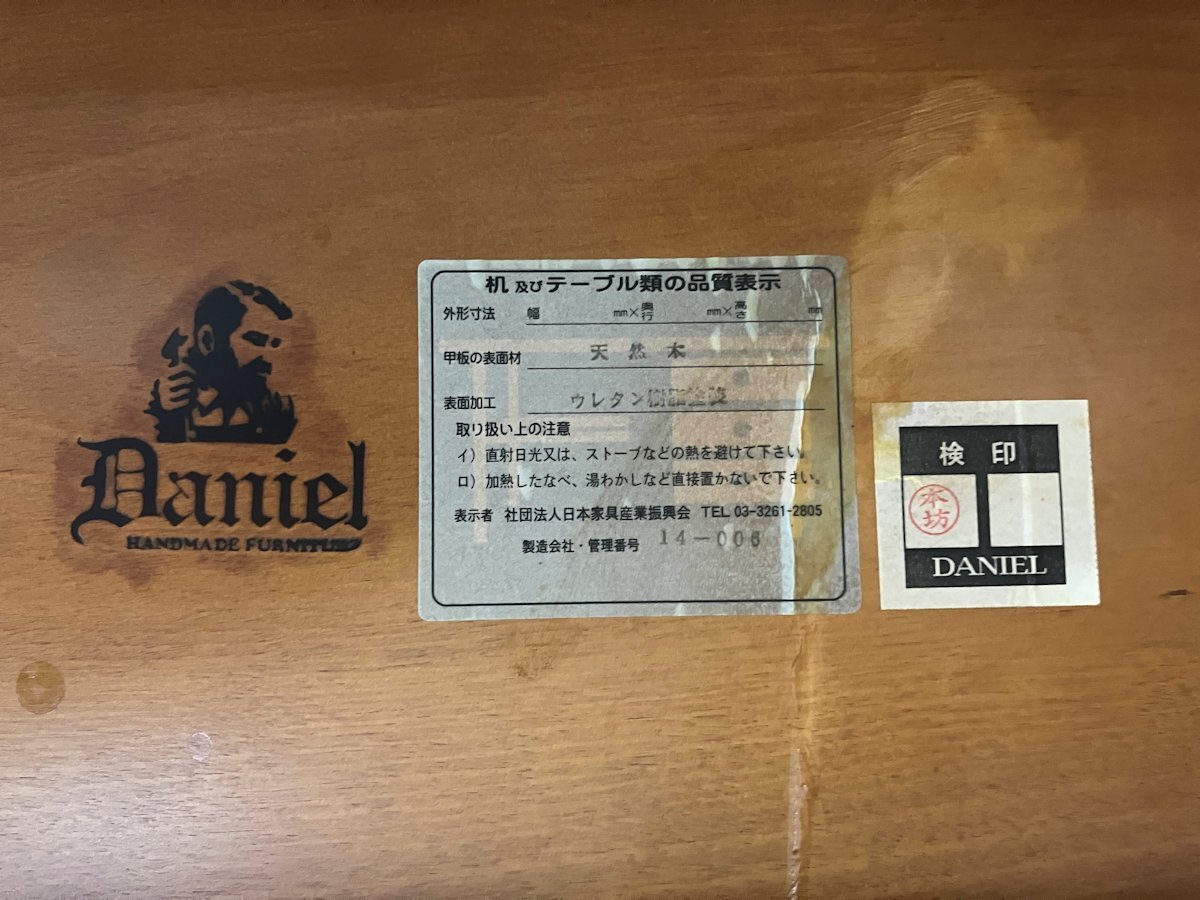 Daniel
HANDMADE FURNITURE
机及びテーブル類の品質表示
外形寸法 幅 mm×奥行 mm×高さ mm
甲板の表面材 天然木
表面加工 ウレタン樹脂塗装
取り扱い上の注意
イ）直射日光又は、ストーブなどの熱を避けて下さい。
ロ）加熱したなべ、湯わかしなど直接置かないで下さい。
表示者 社団法人日本家具産業振興会 TEL 03-3261-2805
製造会社・管理番号 14-006
検印
本坊
DANIEL